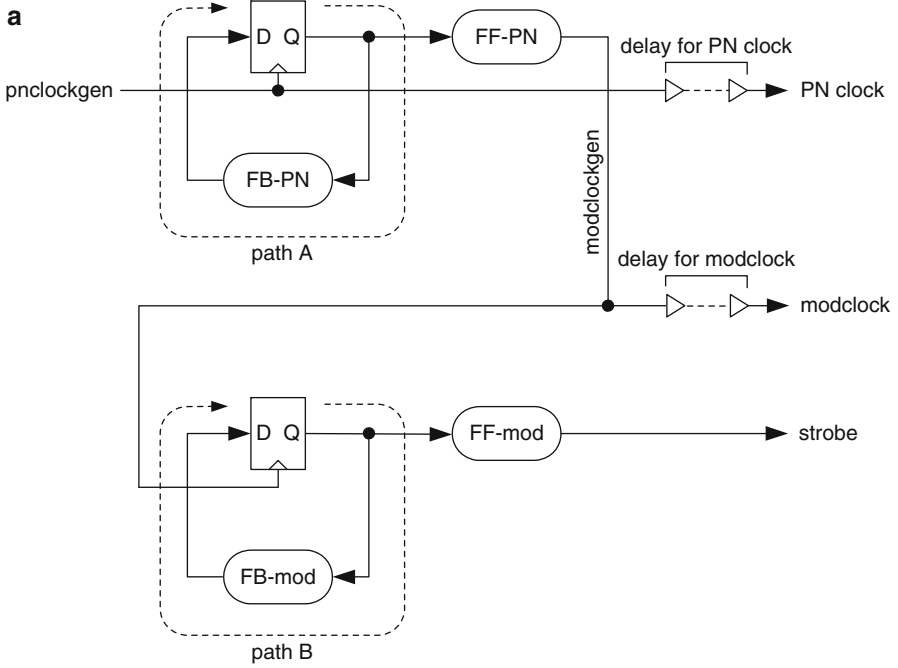 a
D Q
FF-PN
delay for PN clock
pnclockgen
PN clock
FB-PN
modclockgen
path A
delay for modclock
modclock
D Q
FF-mod
strobe
FB-mod
path B